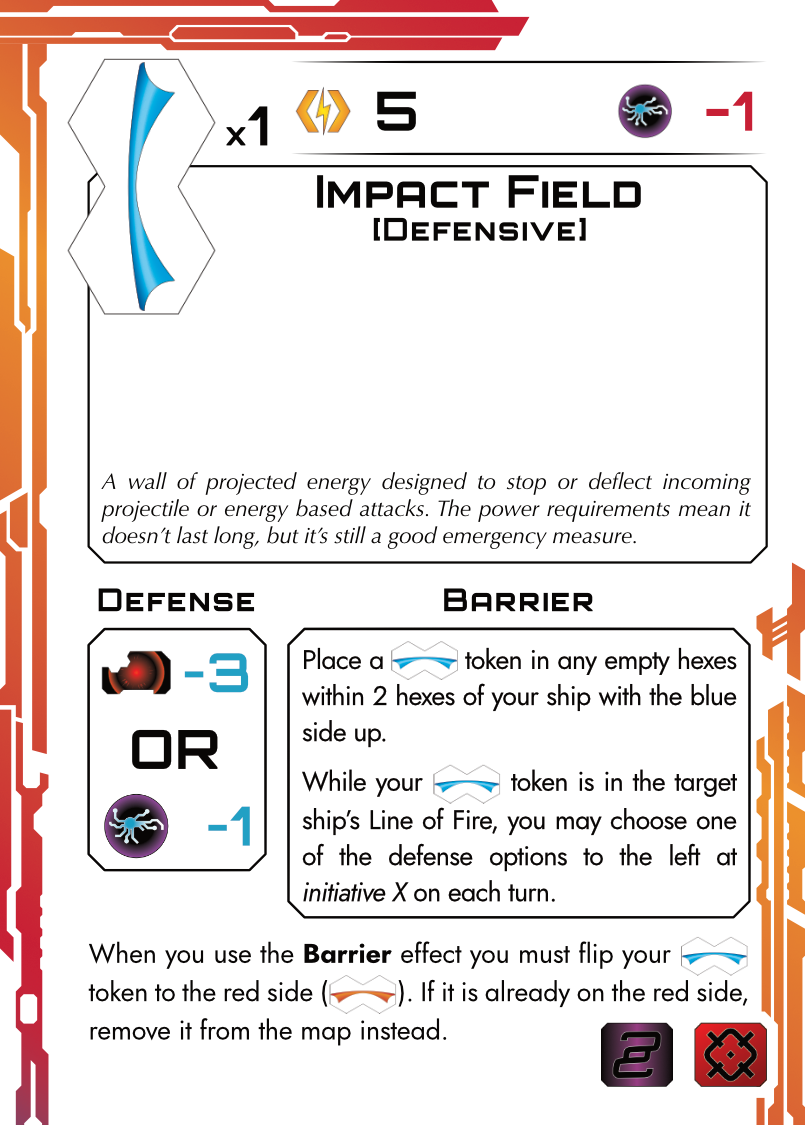 x1 5 -1
Impact Field
[Defensive]
A wall of projected energy designed to stop or deflect incoming
projectile or energy based attacks. The power requirements mean it
doesn't last long, but it's still a good emergency measure.
Defense
-3
OR
-1
Barrier
Place a token in any empty hexes
within 2 hexes of your ship with the blue
side up.
While your token is in the target
ship's Line of Fire, you may choose one
of the defense options to the left at
initiative X on each turn.
When you use the Barrier effect you must flip your
token to the red side ( ). If it is already on the red side,
remove it from the map instead.